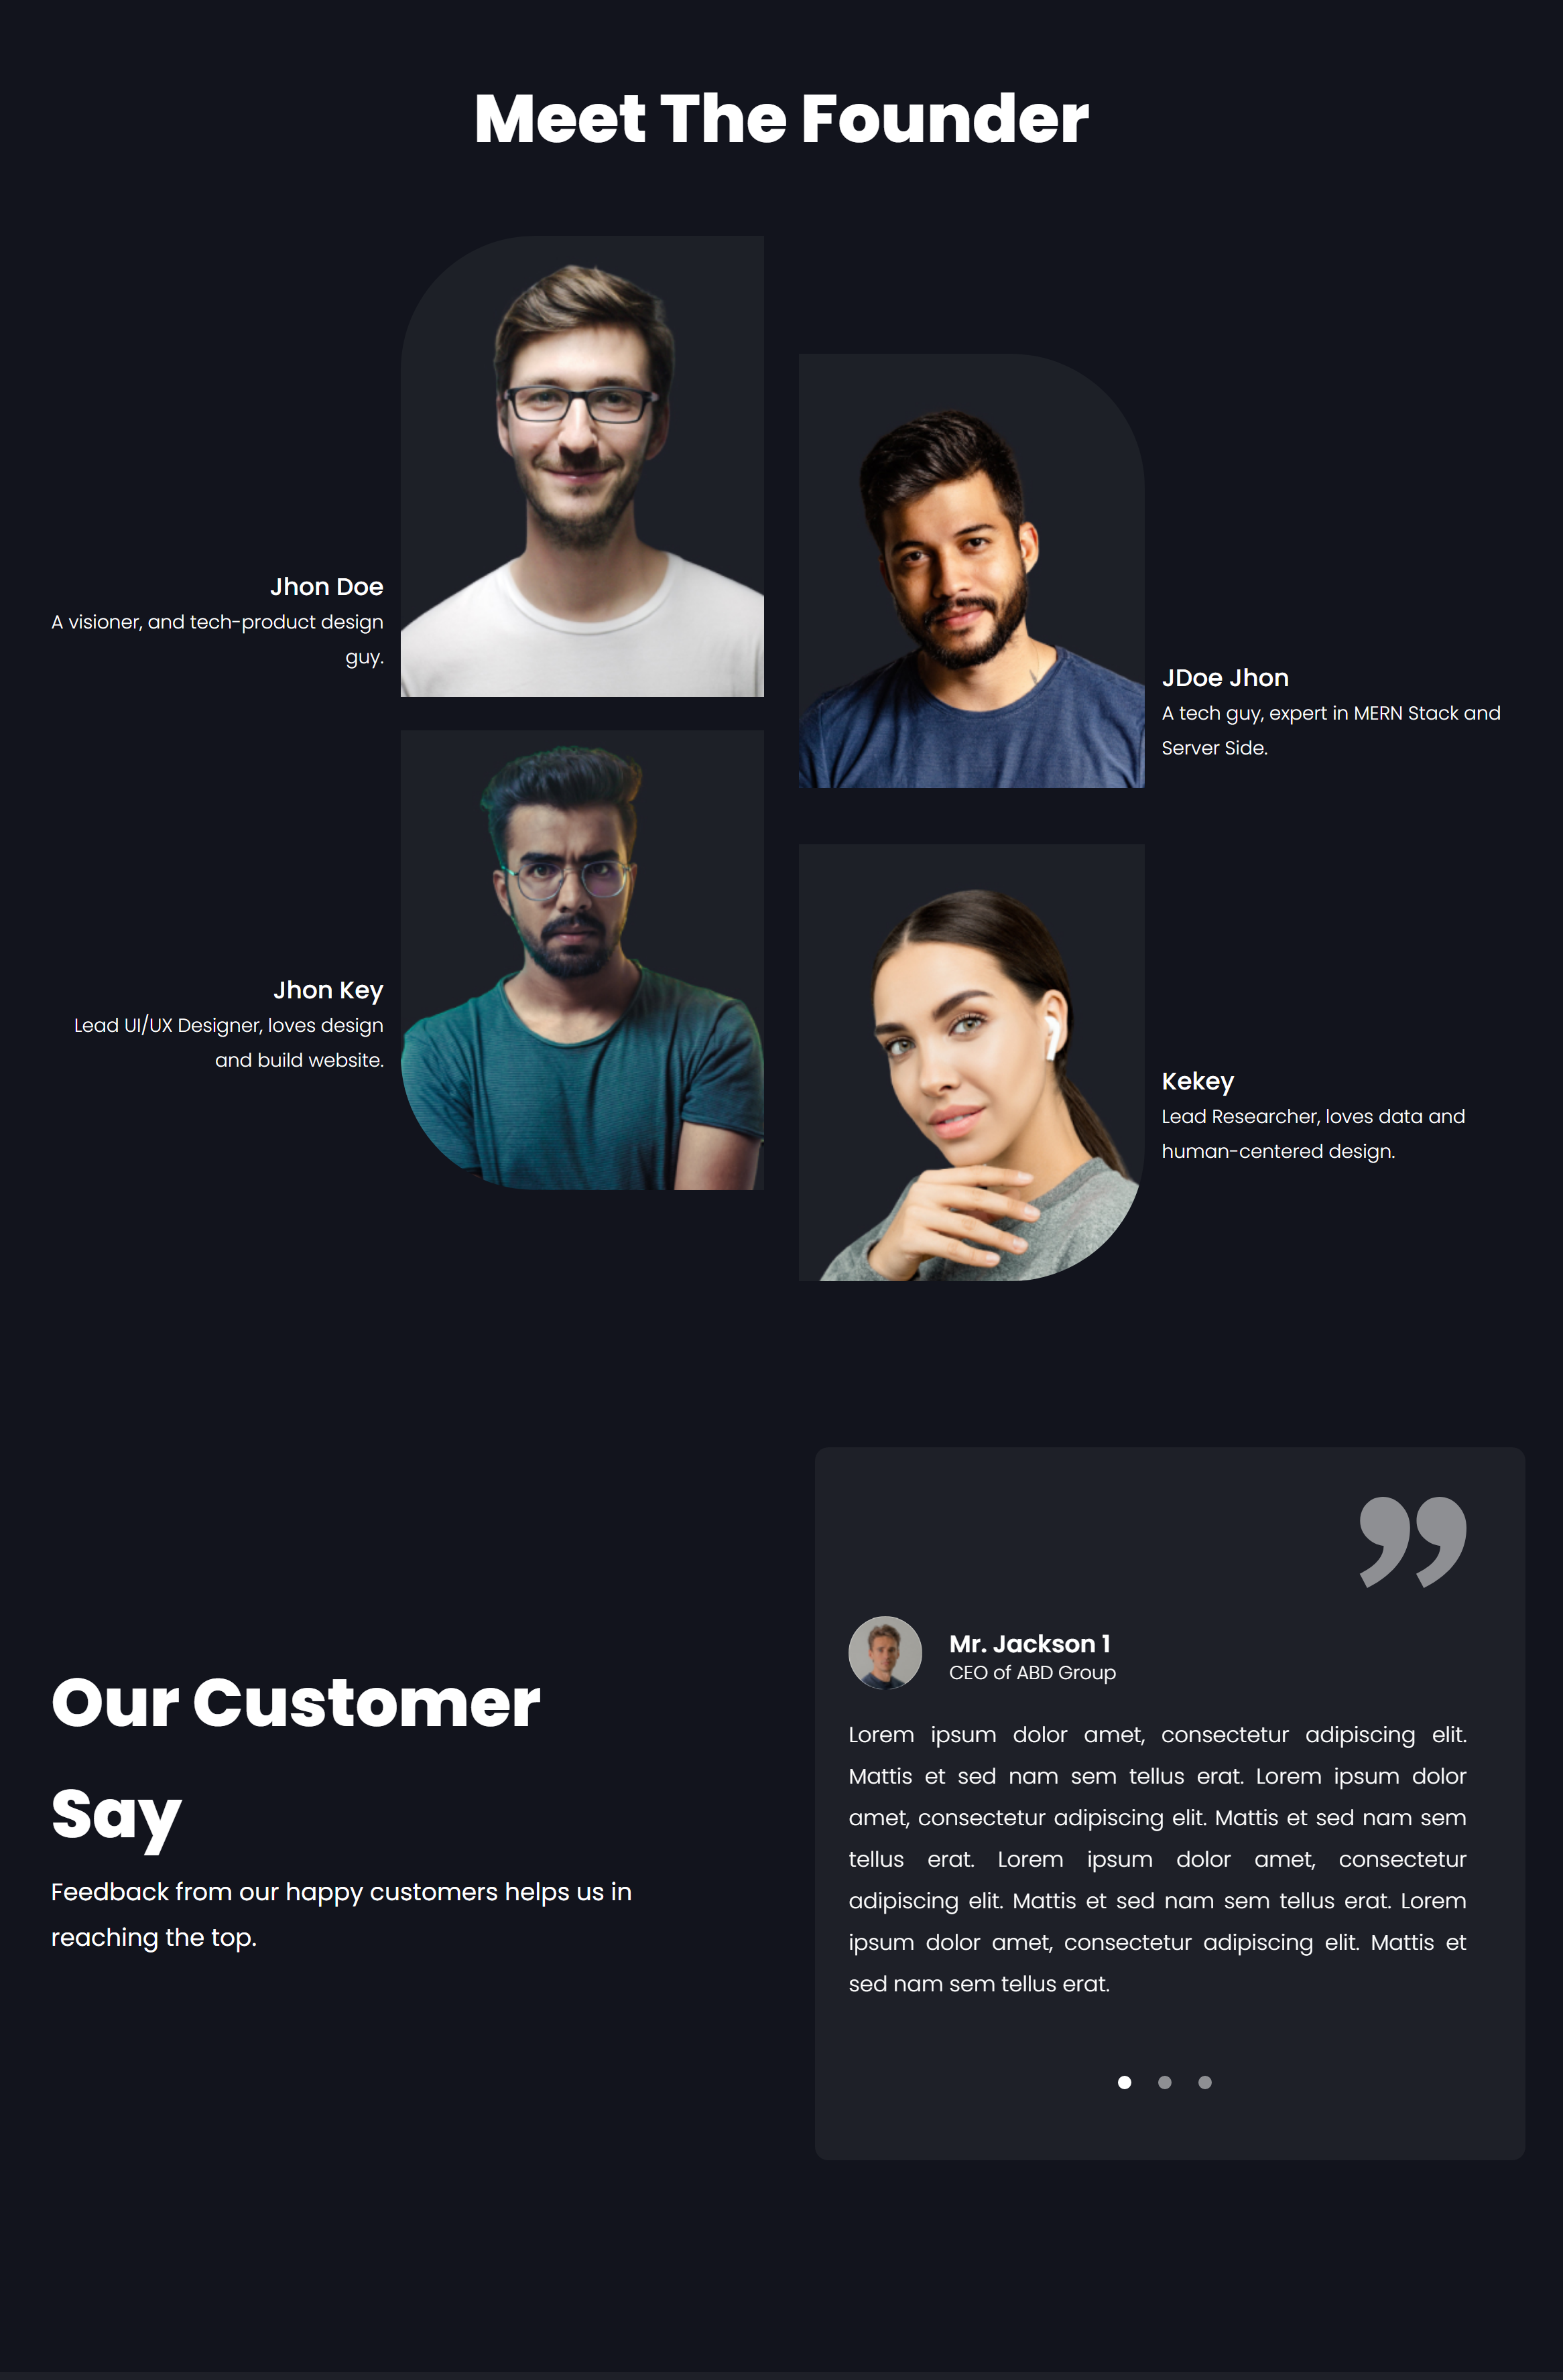 Meet The Founder
Jhon Doe
A visioner, and tech-product design
guy.
JDoe Jhon
A tech guy, expert in MERN Stack and
Server Side.
Jhon Key
Lead UI/UX Designer, loves design
and build website.
Kekey
Lead Researcher, loves data and
human-centered design.
Our Customer
Say
Feedback from our happy customers helps us in
reaching the top.
”
Mr. Jackson 1
CEO of ABD Group
Lorem ipsum dolor amet, consectetur adipiscing elit.
Mattis et sed nam sem tellus erat. Lorem ipsum dolor
amet, consectetur adipiscing elit. Mattis et sed nam sem
tellus erat. Lorem ipsum dolor amet, consectetur
adipiscing elit. Mattis et sed nam sem tellus erat. Lorem
ipsum dolor amet, consectetur adipiscing elit. Mattis et
sed nam sem tellus erat.